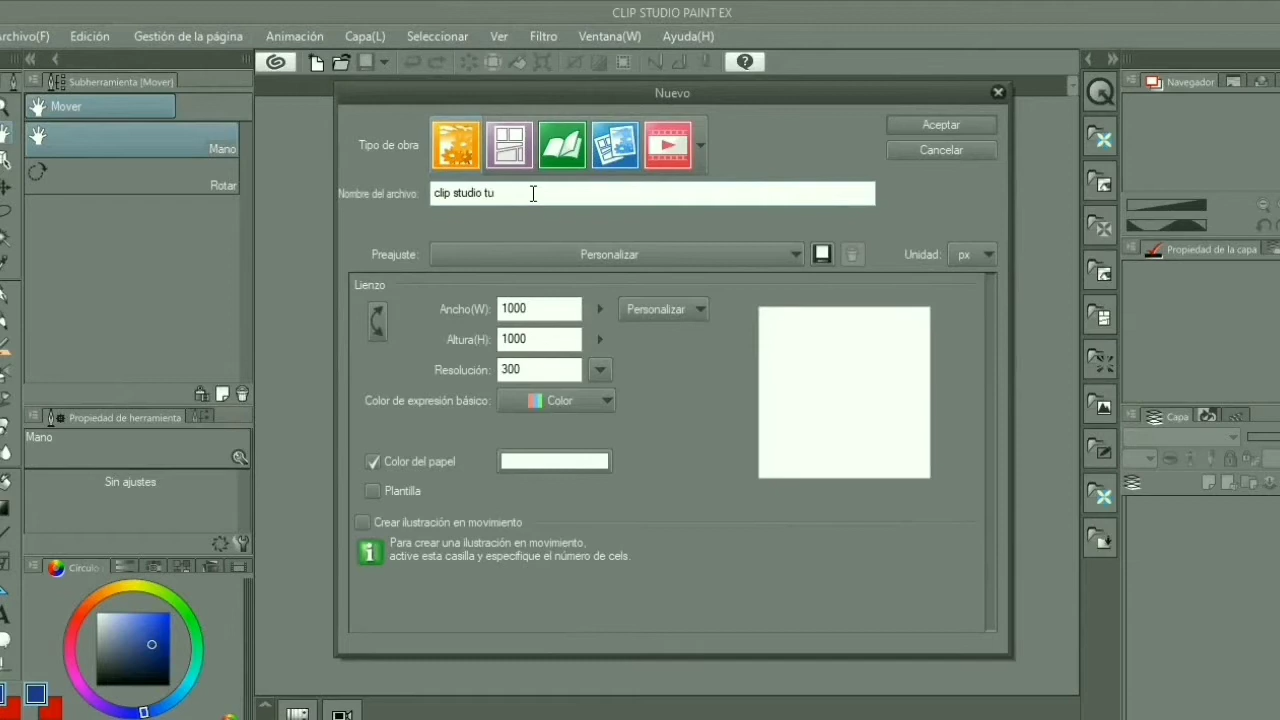 CLIP STUDIO PAINT EX
Archivo(F) Edición Gestión de la página Animación Capa(L) Seleccionar Ver Filtro Ventana(W) Ayuda(H)
Subherramienta [Mover]
Mover
Mano
Rotar
Propiedad de herramienta
Mano
Sin ajustes
Círculo
Nuevo
Tipo de obra
Aceptar
Cancelar
Nombre del archivo:
clip studio tu
Preajuste: Personalizar Unidad: px
Lienzo
Ancho(W): 1000 Personalizar
Altura(H): 1000
Resolución: 300
Color de expresión básico: Color
Color del papel
Plantilla
Crear ilustración en movimiento
Para crear una ilustración en movimiento,
active esta casilla y especifique el número de cels.
Navegador
Propiedad de la capa
Capa